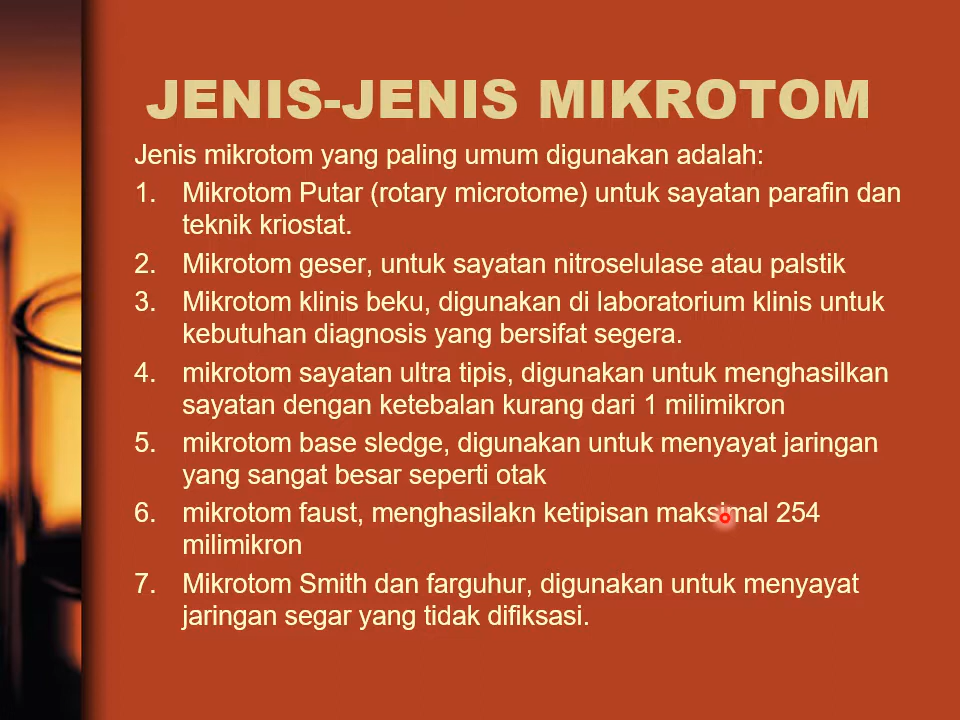 JENIS-JENIS MIKROTOM
Jenis mikrotom yang paling umum digunakan adalah:
1. Mikrotom Putar (rotary microtome) untuk sayatan parafin dan
teknik kriostat.
2. Mikrotom geser, untuk sayatan nitroselulase atau palstik
3. Mikrotom klinis beku, digunakan di laboratorium klinis untuk
kebutuhan diagnosis yang bersifat segera.
4. mikrotom sayatan ultra tipis, digunakan untuk menghasilkan
sayatan dengan ketebalan kurang dari 1 milimikron
5. mikrotom base sledge, digunakan untuk menyayat jaringan
yang sangat besar seperti otak
6. mikrotom faust, menghasilakn ketipisan maksimal 254
milimikron
7. Mikrotom Smith dan farguhur, digunakan untuk menyayat
jaringan segar yang tidak difiksasi.